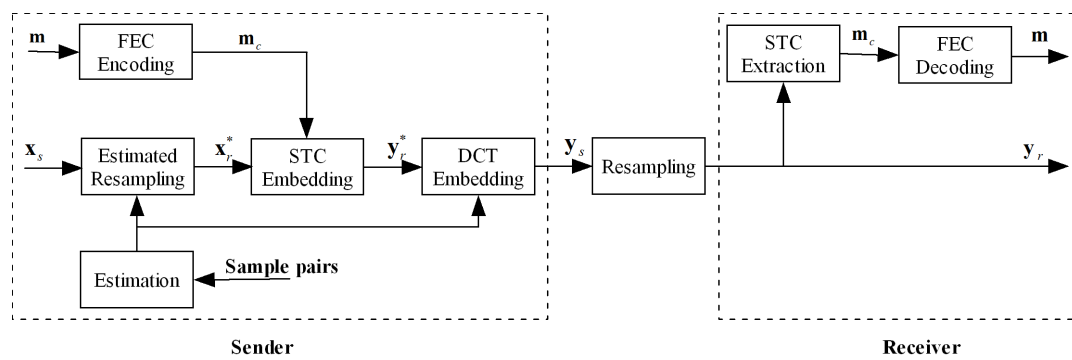 m
FEC
Encoding
m_c
STC
Extraction
m_c
FEC
Decoding
m
x_s
Estimated
Resampling
x_r^*
STC
Embedding
y_r^*
DCT
Embedding
y_s
Resampling
y_r
Estimation
Sample pairs
Sender
Receiver